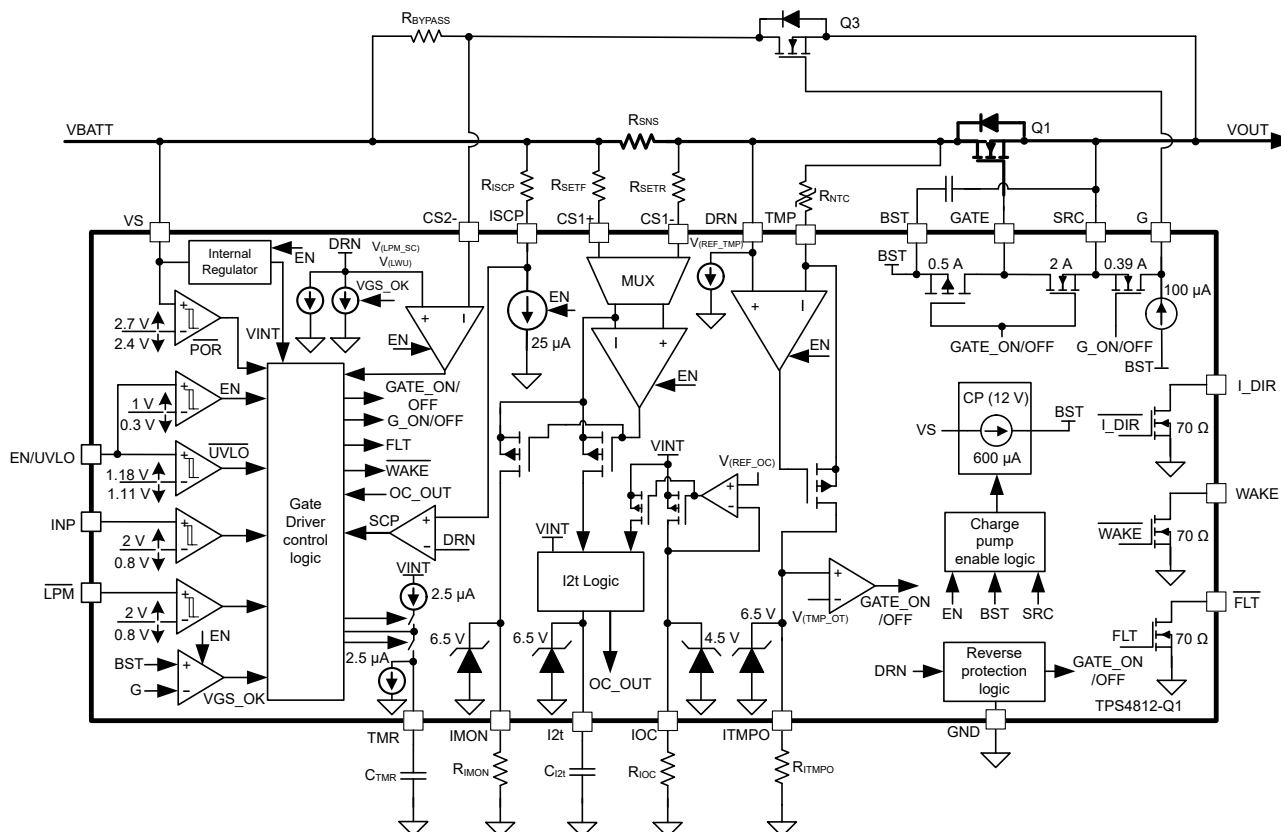 RBYPASS
Q3
VBATT
RSNS
Q1
VOUT
RISCP
RSETF
RSETR
RNTC
VS
CS2-
ISCP
CS1+
CS1-
DRN
TMP
BST
GATE
SRC
G
Internal
Regulator
EN
DRN
V(LPM_SC)
V(LWU)
VGS_OK
EN
25 µA
MUX
V(REF_TMP)
BST
0.5 A
2 A
0.39 A
100 µA
GATE_ON/OFF
G_ON/OFF
BST
2.7 V
2.4 V
+
−
POR
VINT
+
I
EN
I
+
EN
+
I
EN
EN
1 V
0.3 V
+
−
GATE_ON/
OFF
G_ON/OFF
FLT
WAKE
OC_OUT
EN/UVLO
UVLO
1.18 V
1.11 V
+
−
Gate
Driver
control
logic
SCP
+
−
DRN
VINT
V(REF_OC)
+
−
CP (12 V)
VS
600 µA
BST
I_DIR
I_DIR
70 Ω
INP
2 V
0.8 V
+
−
VINT
I2t Logic
Charge
pump
enable logic
WAKE
WAKE
70 Ω
LPM
2 V
0.8 V
+
−
VINT
2.5 µA
+
−
V(TMP_OT)
GATE_ON
/OFF
EN
BST
SRC
FLT
EN
BST
G
+
−
VGS_OK
2.5 µA
6.5 V
6.5 V
OC_OUT
4.5 V
6.5 V
DRN
Reverse
protection
logic
GATE_ON
/OFF
FLT
70 Ω
TPS4812-Q1
TMR
IMON
I2t
IOC
ITMPO
GND
CTMR
RIMON
CI2t
RIOC
RITMPO